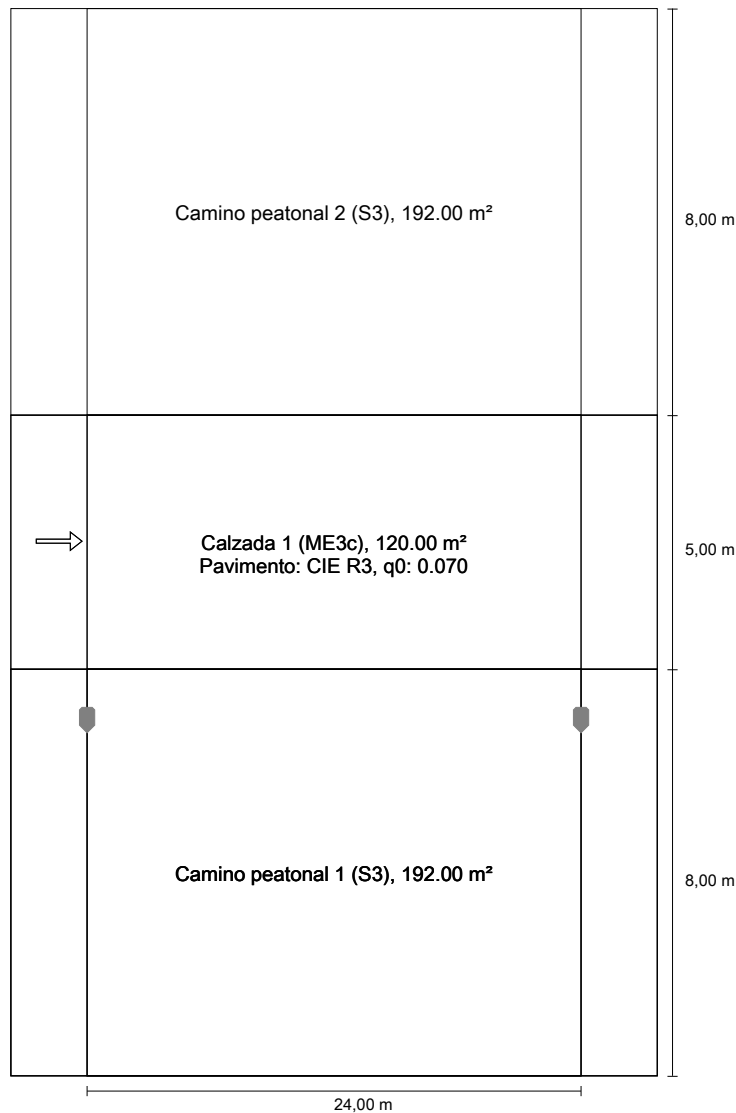 Camino peatonal 2 (S3), 192.00 m²
8,00 m
Calzada 1 (ME3c), 120.00 m²
Pavimento: CIE R3, q0: 0.070
5,00 m
Camino peatonal 1 (S3), 192.00 m²
8,00 m
24,00 m